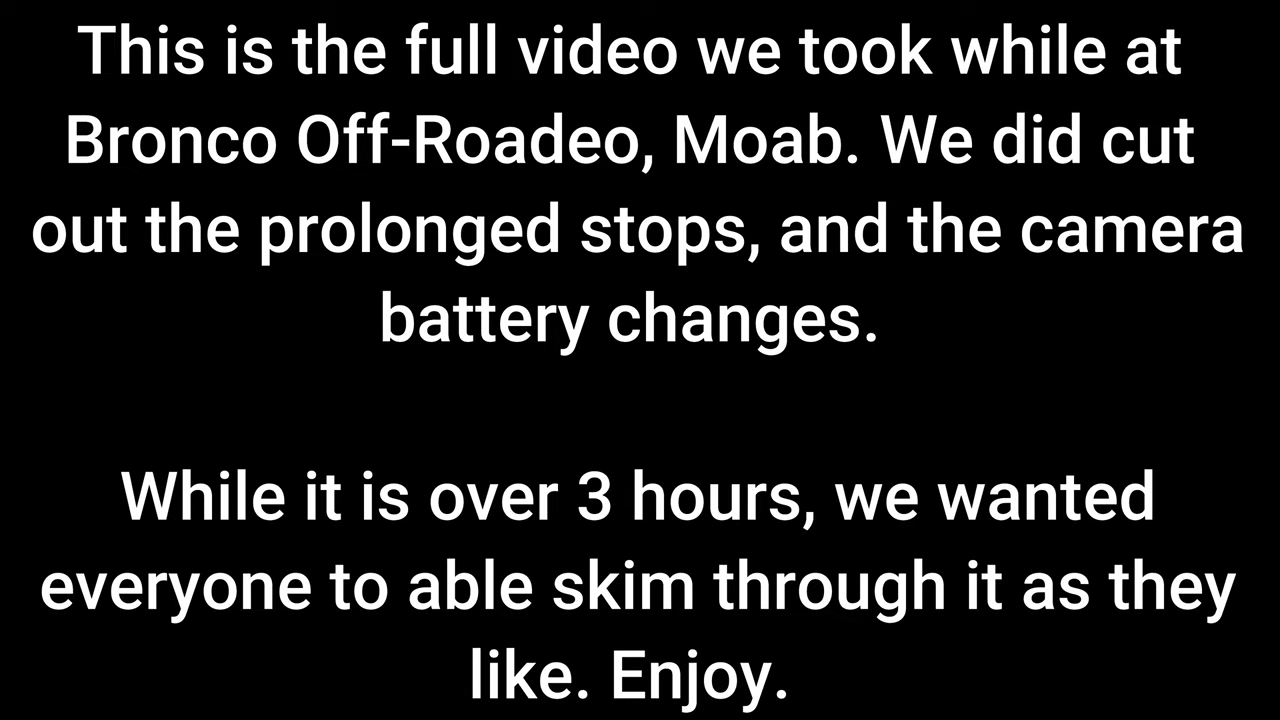 This is the full video we took while at
Bronco Off-Roadeo, Moab. We did cut
out the prolonged stops, and the camera
battery changes.
While it is over 3 hours, we wanted
everyone to able skim through it as they
like. Enjoy.